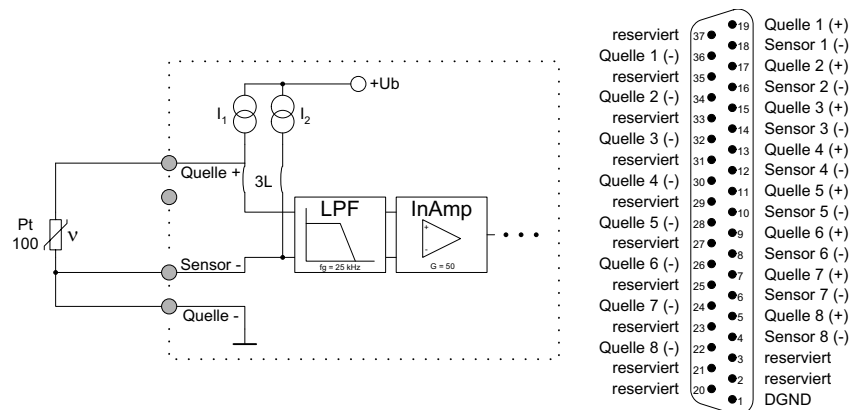 +Ub
I1
I2
Quelle +
3L
LPF
fg = 25 kHz
InAmp
+
-
G = 50
Pt
100
ν
Sensor -
Quelle -
reserviert 37
Quelle 1 (-) 36
reserviert 35
Quelle 2 (-) 34
reserviert 33
Quelle 3 (-) 32
reserviert 31
Quelle 4 (-) 30
reserviert 29
Quelle 5 (-) 28
reserviert 27
Quelle 6 (-) 26
reserviert 25
Quelle 7 (-) 24
reserviert 23
Quelle 8 (-) 22
reserviert 21
reserviert 20
19 Quelle 1 (+)
18 Sensor 1 (-)
17 Quelle 2 (+)
16 Sensor 2 (-)
15 Quelle 3 (+)
14 Sensor 3 (-)
13 Quelle 4 (+)
12 Sensor 4 (-)
11 Quelle 5 (+)
10 Sensor 5 (-)
9 Quelle 6 (+)
8 Sensor 6 (-)
7 Quelle 7 (+)
6 Sensor 7 (-)
5 Quelle 8 (+)
4 Sensor 8 (-)
3 reserviert
2 reserviert
1 DGND